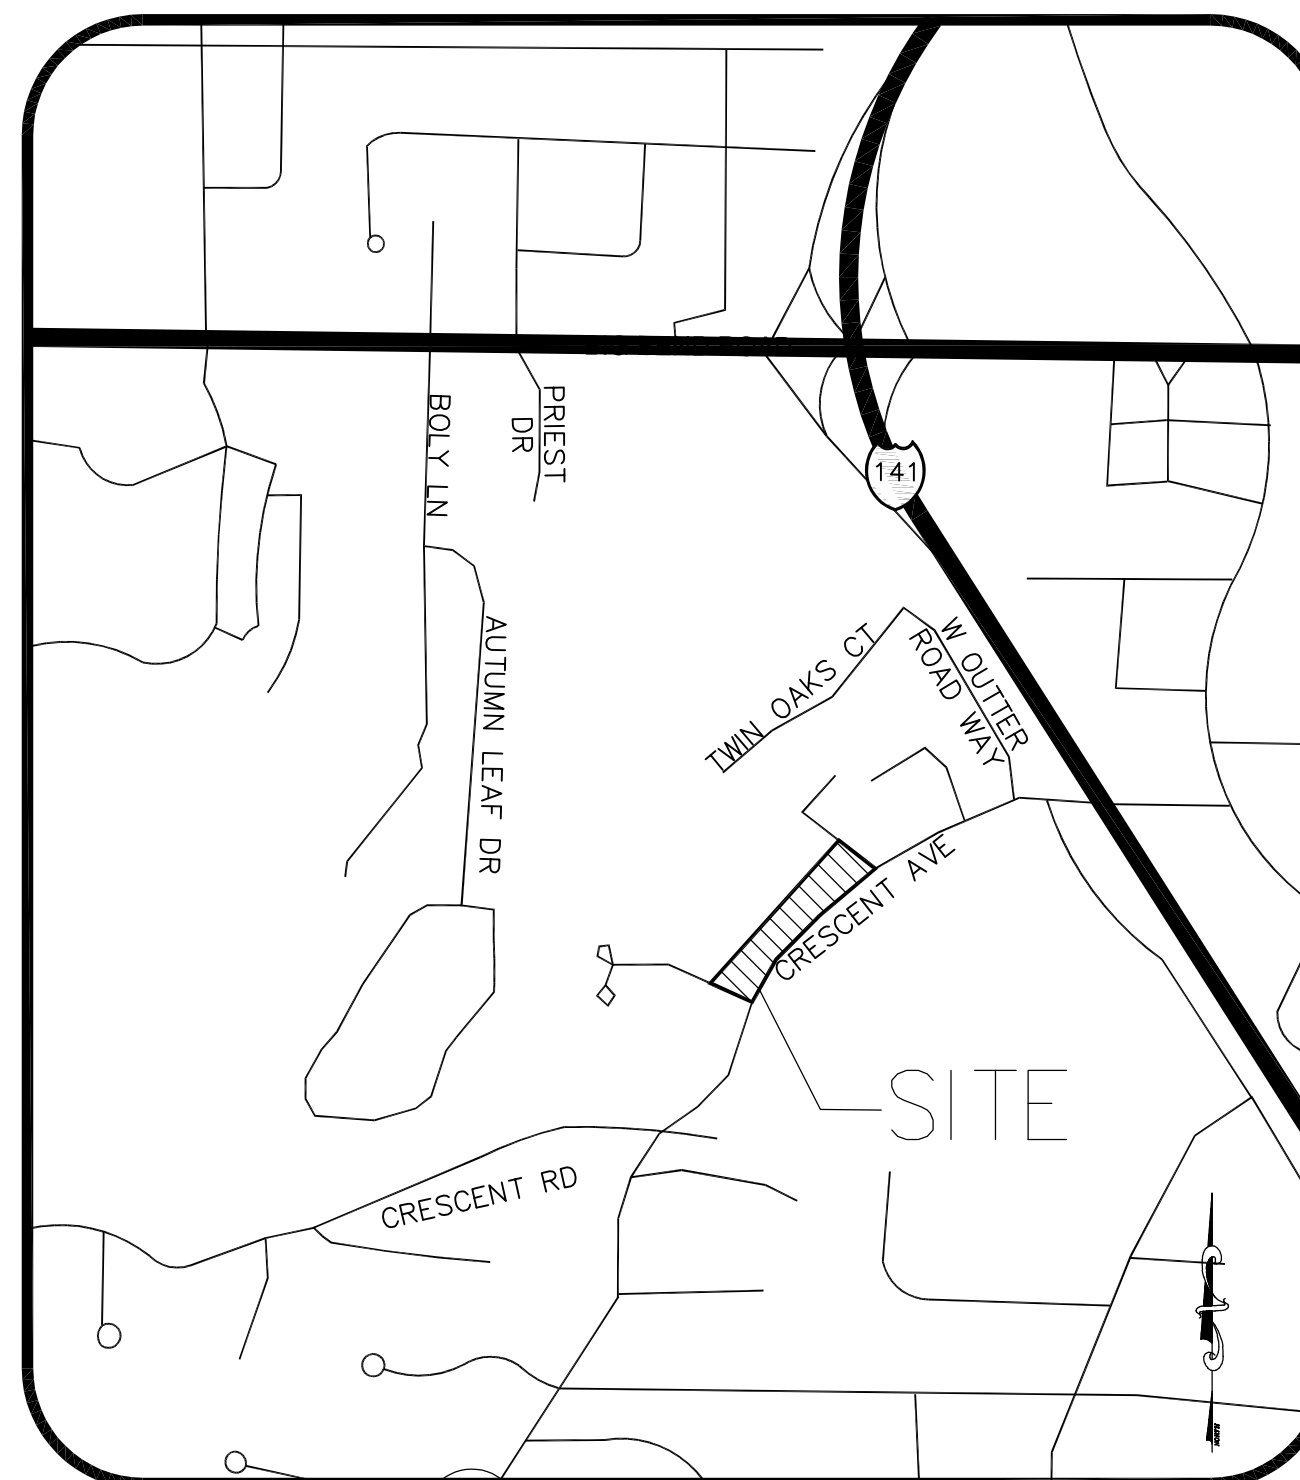 PRIEST
DR
BOLY LN
141
AUTUMN LEAF DR
TWIN OAKS CT
W OUTTER
ROAD WAY
CRESCENT AVE
SITE
CRESCENT RD
NORTH